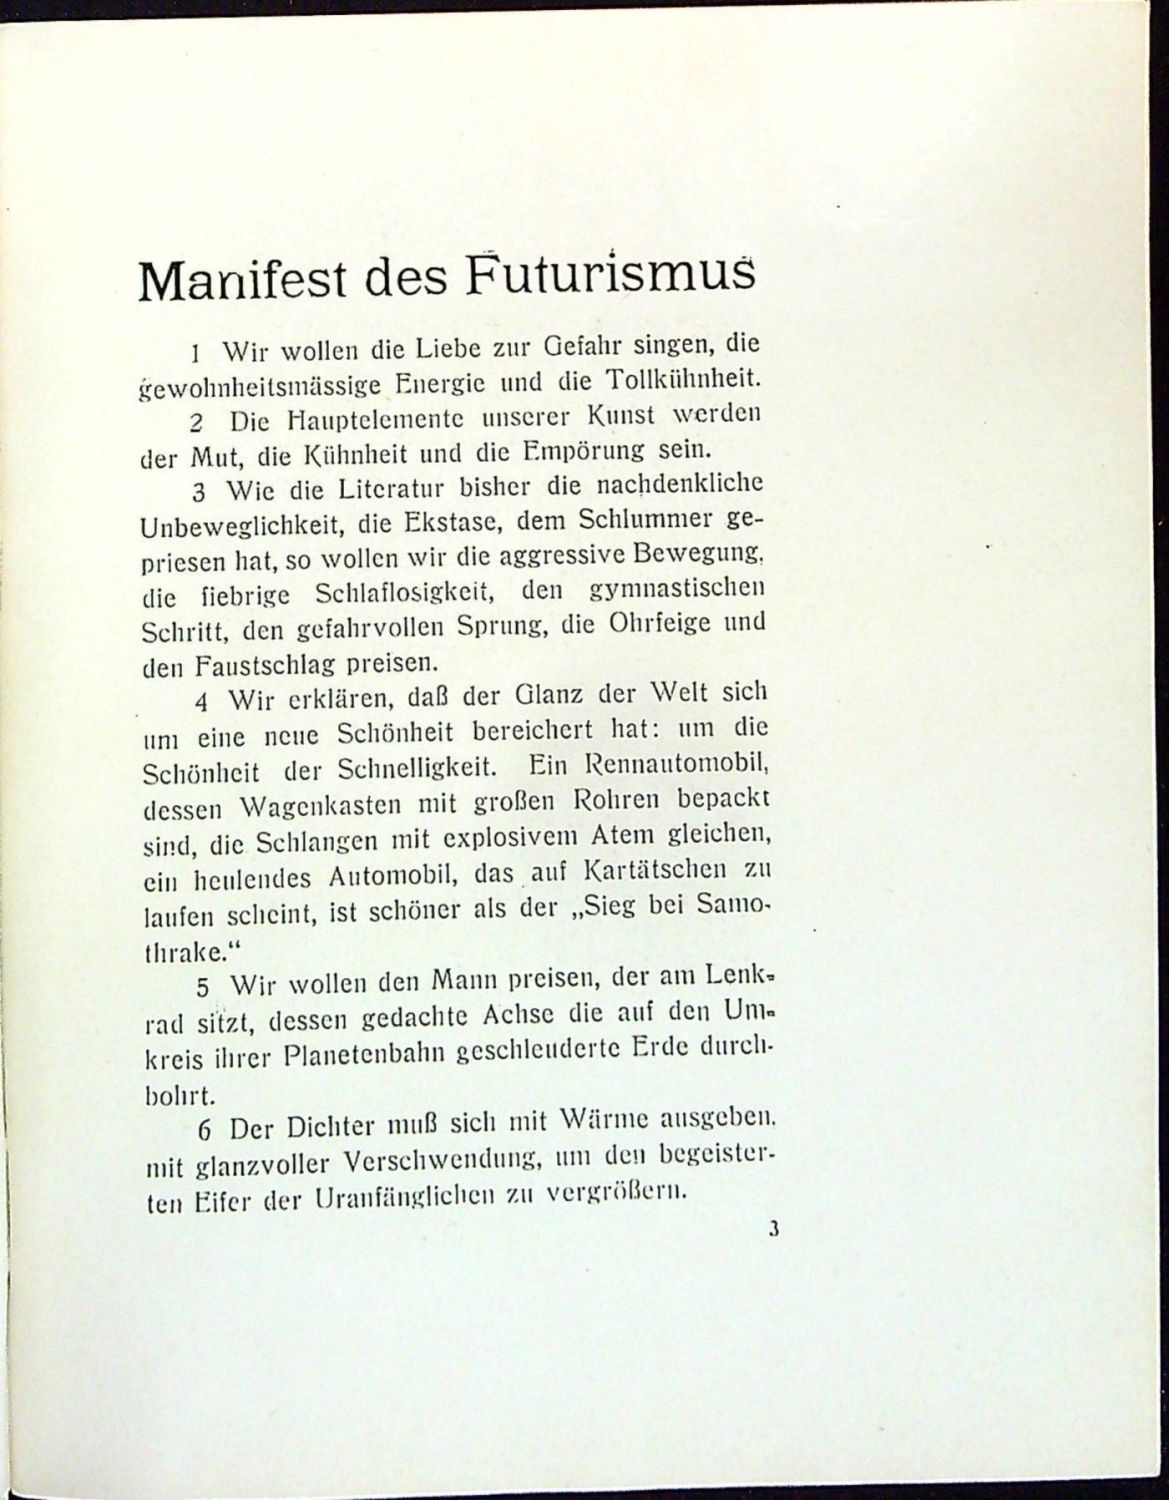 Manifest des Futurismus
1 Wir wollen die Liebe zur Gefahr singen, die
gewohnheitsmässige Energie und die Tollkühnheit.
2 Die Hauptelemente unserer Kunst werden
der Mut, die Kühnheit und die Empörung sein.
3 Wie die Literatur bisher die nachdenkliche
Unbeweglichkeit, die Ekstase, dem Schlummer ge-
priesen hat, so wollen wir die aggressive Bewegung,
die fiebrige Schlaflosigkeit, den gymnastischen
Schritt, den gefahrvollen Sprung, die Ohrfeige und
den Faustschlag preisen.
4 Wir erklären, daß der Glanz der Welt sich
um eine neue Schönheit bereichert hat: um die
Schönheit der Schnelligkeit. Ein Rennautomobil,
dessen Wagenkasten mit großen Rohren bepackt
sind, die Schlangen mit explosivem Atem gleichen,
ein heulendes Automobil, das auf Kartätschen zu
laufen scheint, ist schöner als der „Sieg bei Samo-
thrake.“
5 Wir wollen den Mann preisen, der am Lenk-
rad sitzt, dessen gedachte Achse die auf den Um-
kreis ihrer Planetenbahn geschleuderte Erde durch-
bohrt.
6 Der Dichter muß sich mit Wärme ausgeben,
mit glanzvoller Verschwendung, um den begeister-
ten Eifer der Uranfänglichen zu vergrößern.
3